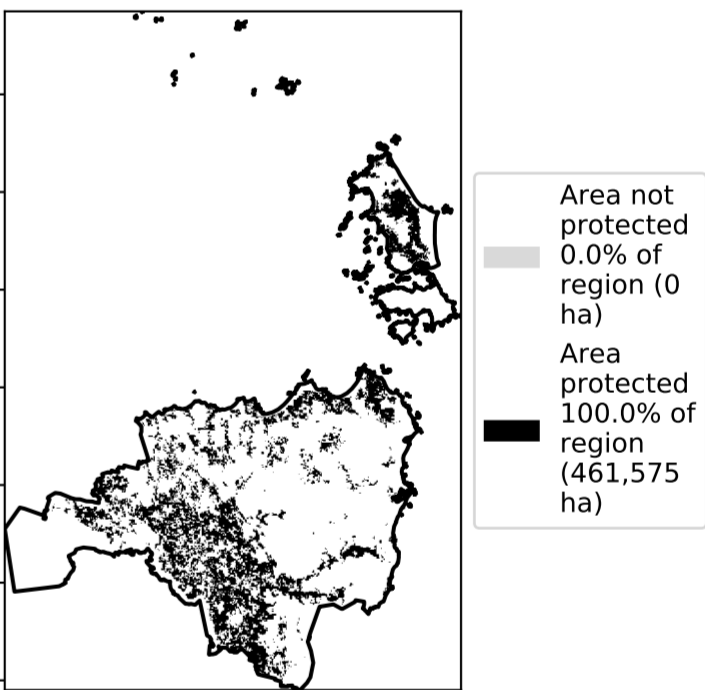 Area not
protected
0.0% of
region (0
ha)
Area
protected
100.0% of
region
(461,575
ha)